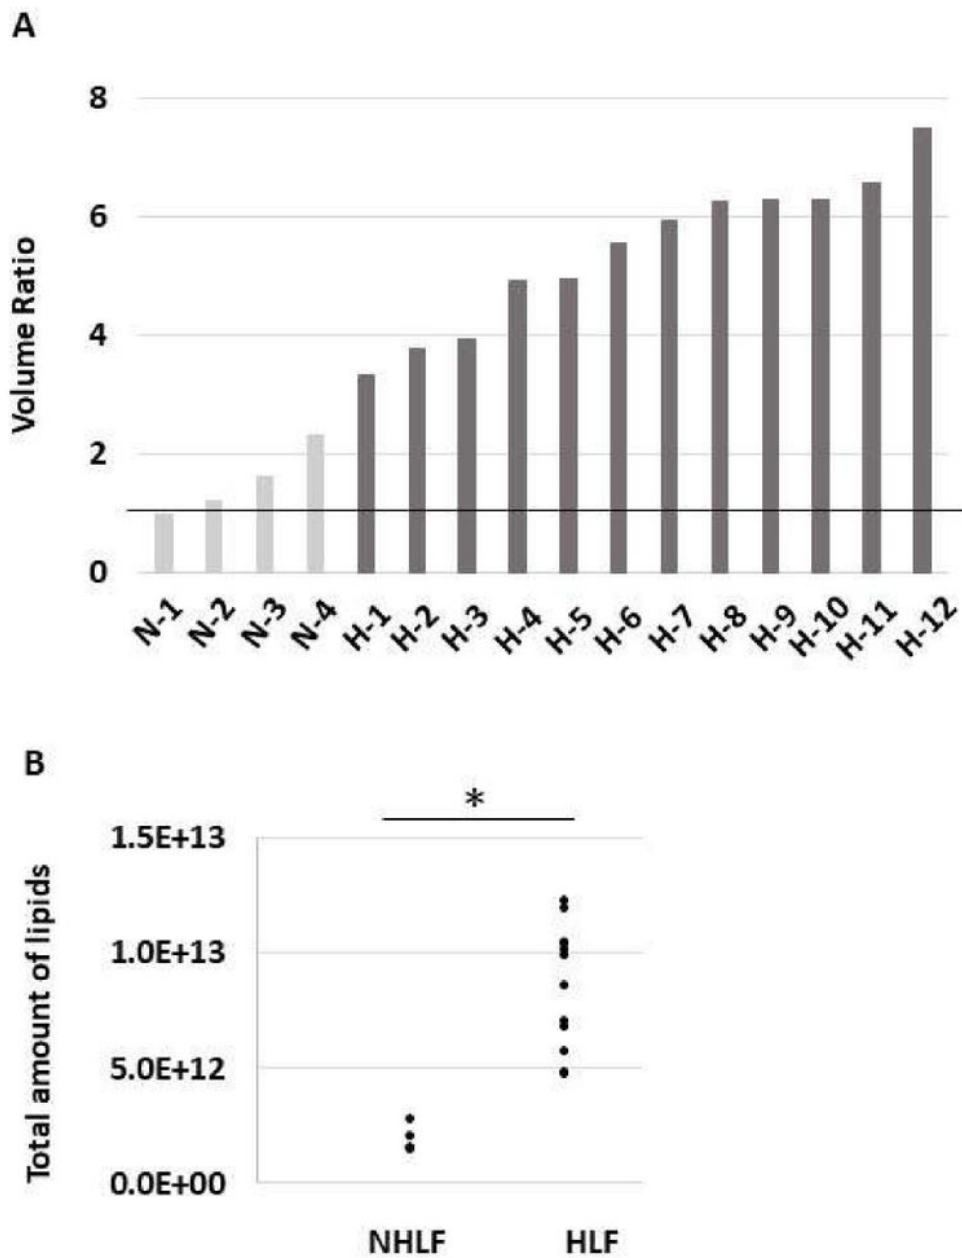 A
8
6
4
2
0
Volume Ratio
N-1 N-2 N-3 N-4 H-1 H-2 H-3 H-4 H-5 H-6 H-7 H-8 H-9 H-10 H-11 H-12
B
*
1.5E+13
1.0E+13
5.0E+12
0.0E+00
Total amount of lipids
NHLF HLF